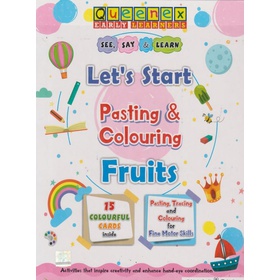 Queenex
EARLY LEARNERS
SEE, SAY & LEARN
Let's Start
Pasting &
Colouring
Fruits
15
COLOURFUL
CARDS
inside
Pasting, Tracing
and
Colouring
for
Fine Motor Skills
Activities that inspire creativity and enhance hand-eye coordination